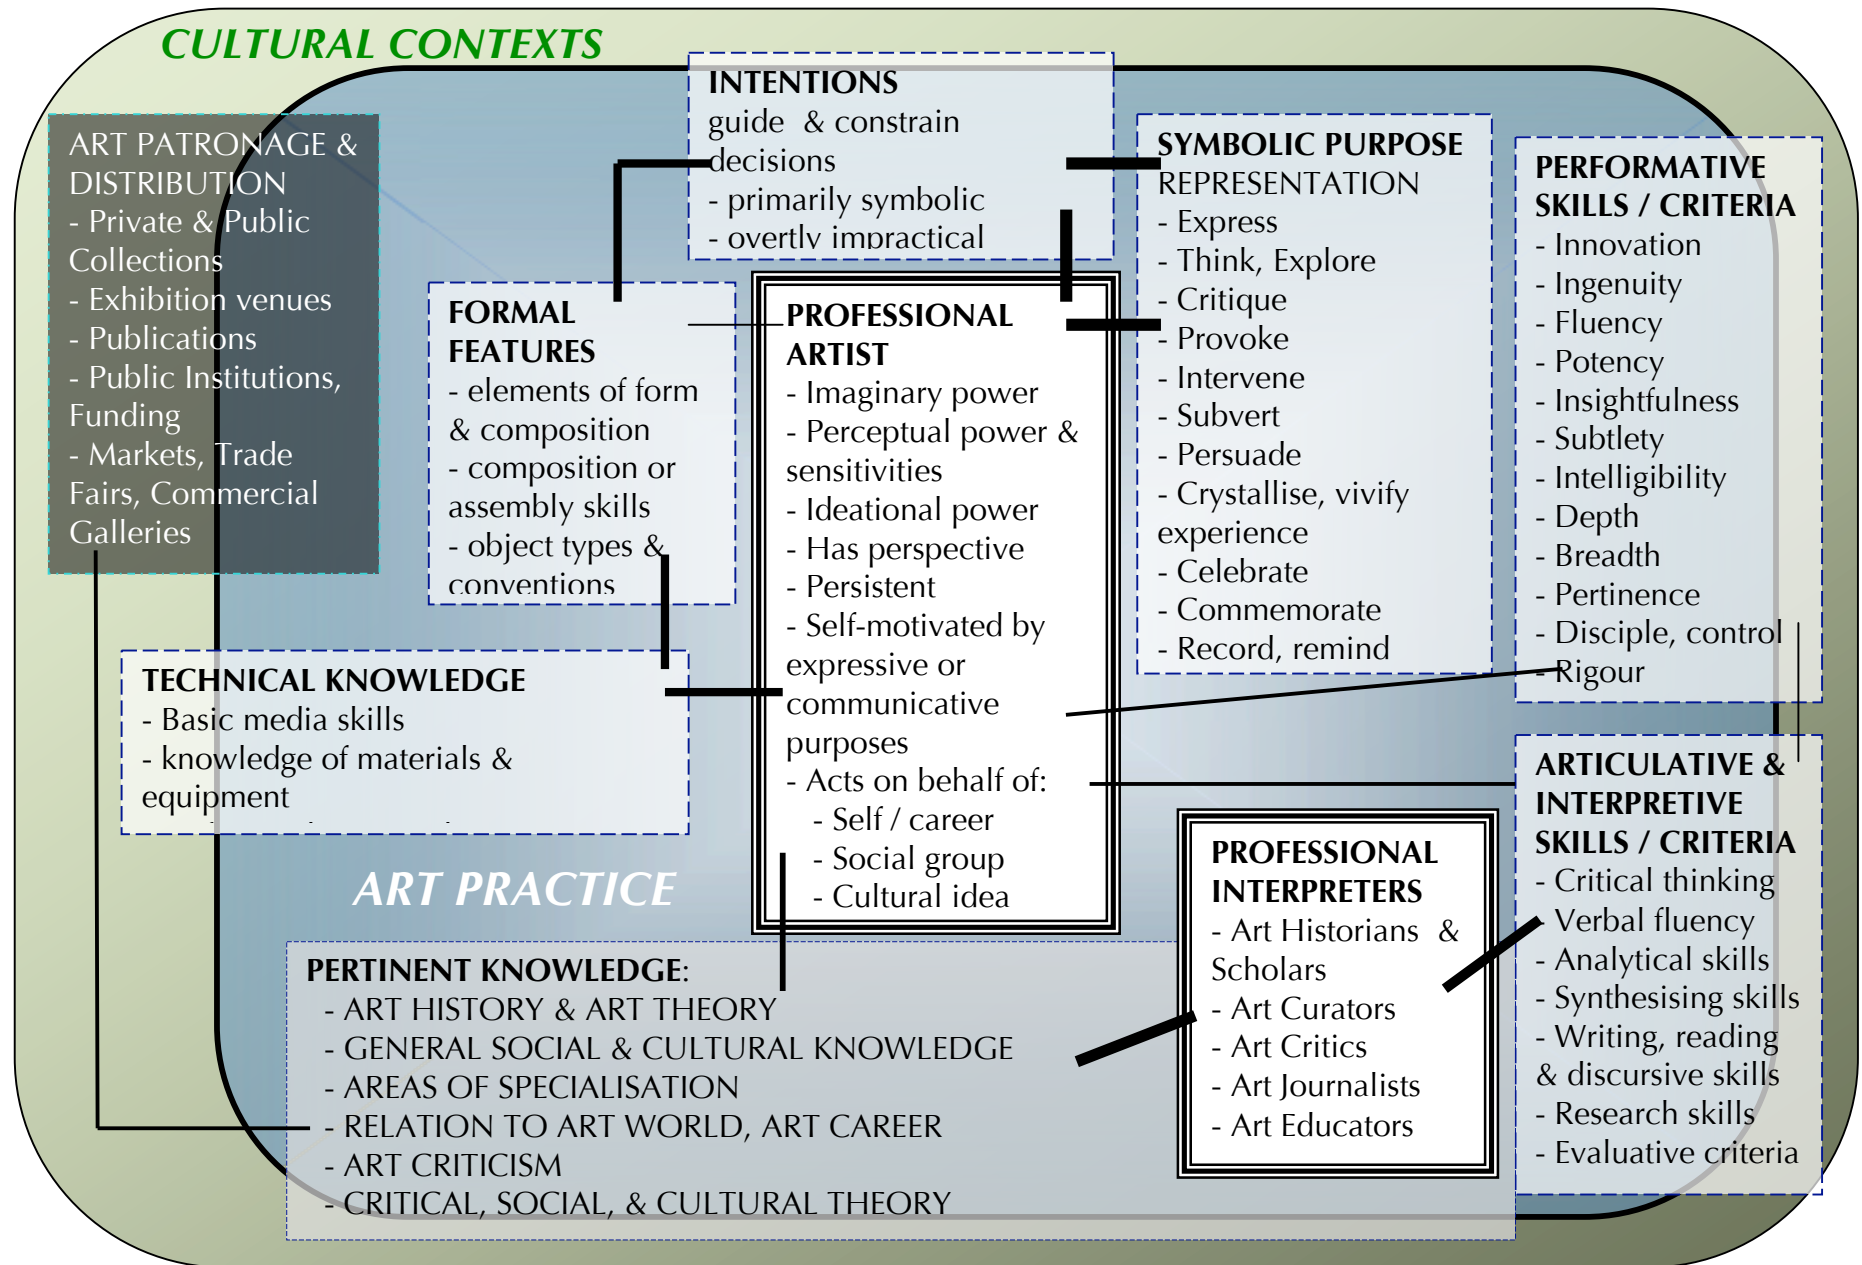 CULTURAL CONTEXTS
ART PATRONAGE &
DISTRIBUTION
- Private & Public
Collections
- Exhibition venues
- Publications
- Public Institutions,
Funding
- Markets, Trade
Fairs, Commercial
Galleries
INTENTIONS
guide & constrain
decisions
- primarily symbolic
- overtly impractical
SYMBOLIC PURPOSE
REPRESENTATION
- Express
- Think, Explore
- Critique
- Provoke
- Intervene
- Subvert
- Persuade
- Crystallise, vivify
experience
- Celebrate
- Commemorate
- Record, remind
PERFORMATIVE
SKILLS / CRITERIA
- Innovation
- Ingenuity
- Fluency
- Potency
- Insightfulness
- Subtlety
- Intelligibility
- Depth
- Breadth
- Pertinence
- Disciple, control
- Rigour
FORMAL
FEATURES
- elements of form
& composition
- composition or
assembly skills
- object types &
conventions
PROFESSIONAL
ARTIST
- Imaginary power
- Perceptual power &
sensitivities
- Ideational power
- Has perspective
- Persistent
- Self-motivated by
expressive or
communicative
purposes
- Acts on behalf of:
- Self / career
- Social group
- Cultural idea
TECHNICAL KNOWLEDGE
- Basic media skills
- knowledge of materials &
equipment
ART PRACTICE
PROFESSIONAL
INTERPRETERS
- Art Historians &
Scholars
- Art Curators
- Art Critics
- Art Journalists
- Art Educators
ARTICULATIVE &
INTERPRETIVE
SKILLS / CRITERIA
- Critical thinking
- Verbal fluency
- Analytical skills
- Synthesising skills
- Writing, reading
& discursive skills
- Research skills
- Evaluative criteria
PERTINENT KNOWLEDGE:
- ART HISTORY & ART THEORY
- GENERAL SOCIAL & CULTURAL KNOWLEDGE
- AREAS OF SPECIALISATION
- RELATION TO ART WORLD, ART CAREER
- ART CRITICISM
- CRITICAL, SOCIAL, & CULTURAL THEORY